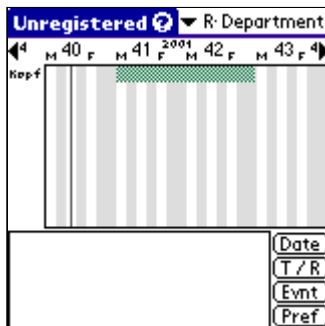 Unregistered ? ▼ R· Department
4 M 40 F M 41 F 2001 M 42 F M 43 F 4
Kopf
Date
T / R
Evnt
Pref